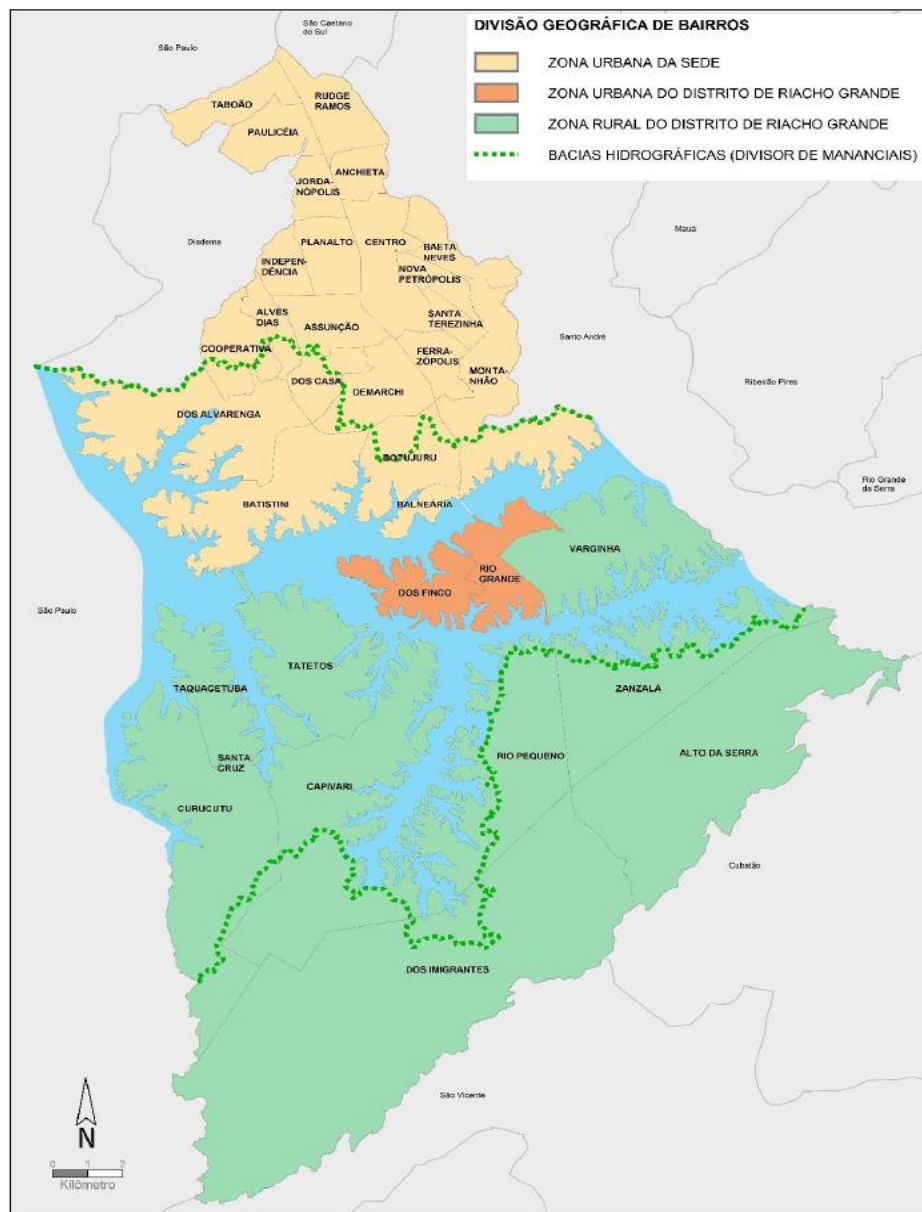 São Caetano
do Sul
São Paulo
DIVISÃO GEOGRÁFICA DE BAIRROS
ZONA URBANA DA SEDE
ZONA URBANA DO DISTRITO DE RIACHO GRANDE
ZONA RURAL DO DISTRITO DE RIACHO GRANDE
BACIAS HIDROGRÁFICAS (DIVISOR DE MANANCIAIS)
TABOÃO
RUDGE
RAMOS
PAULICÉIA
ANCHIETA
JORDA-
NÓPOLIS
Diadema
PLANALTO
CENTRO
BAETA
NEVES
Mauá
INDEPEN-
DÊNCIA
NOVA
PETRÓPOLIS
ALVES
DIAS
ASSUNÇÃO
SANTA
TEREZINHA
Santo André
COOPERATIVA
FERRA-
ZÓPOLIS
MONTA-
NHÃO
Ribeirão Pires
DOS CASA
DEMARCHI
DOS ALVARENGA
BOTUJURU
Rio Grande
da Serra
BATISTINI
BALNEÁRIA
VARGINHA
RIO
GRANDE
DOS FINCO
São Paulo
TATETOS
TAQUACETUBA
ZANZALÁ
SANTA
CRUZ
RIO PEQUENO
ALTO DA SERRA
CAPIVARI
CURUCUTU
Cubatão
DOS IMIGRANTES
São Vicente
N
0 1 2
Kilômetro